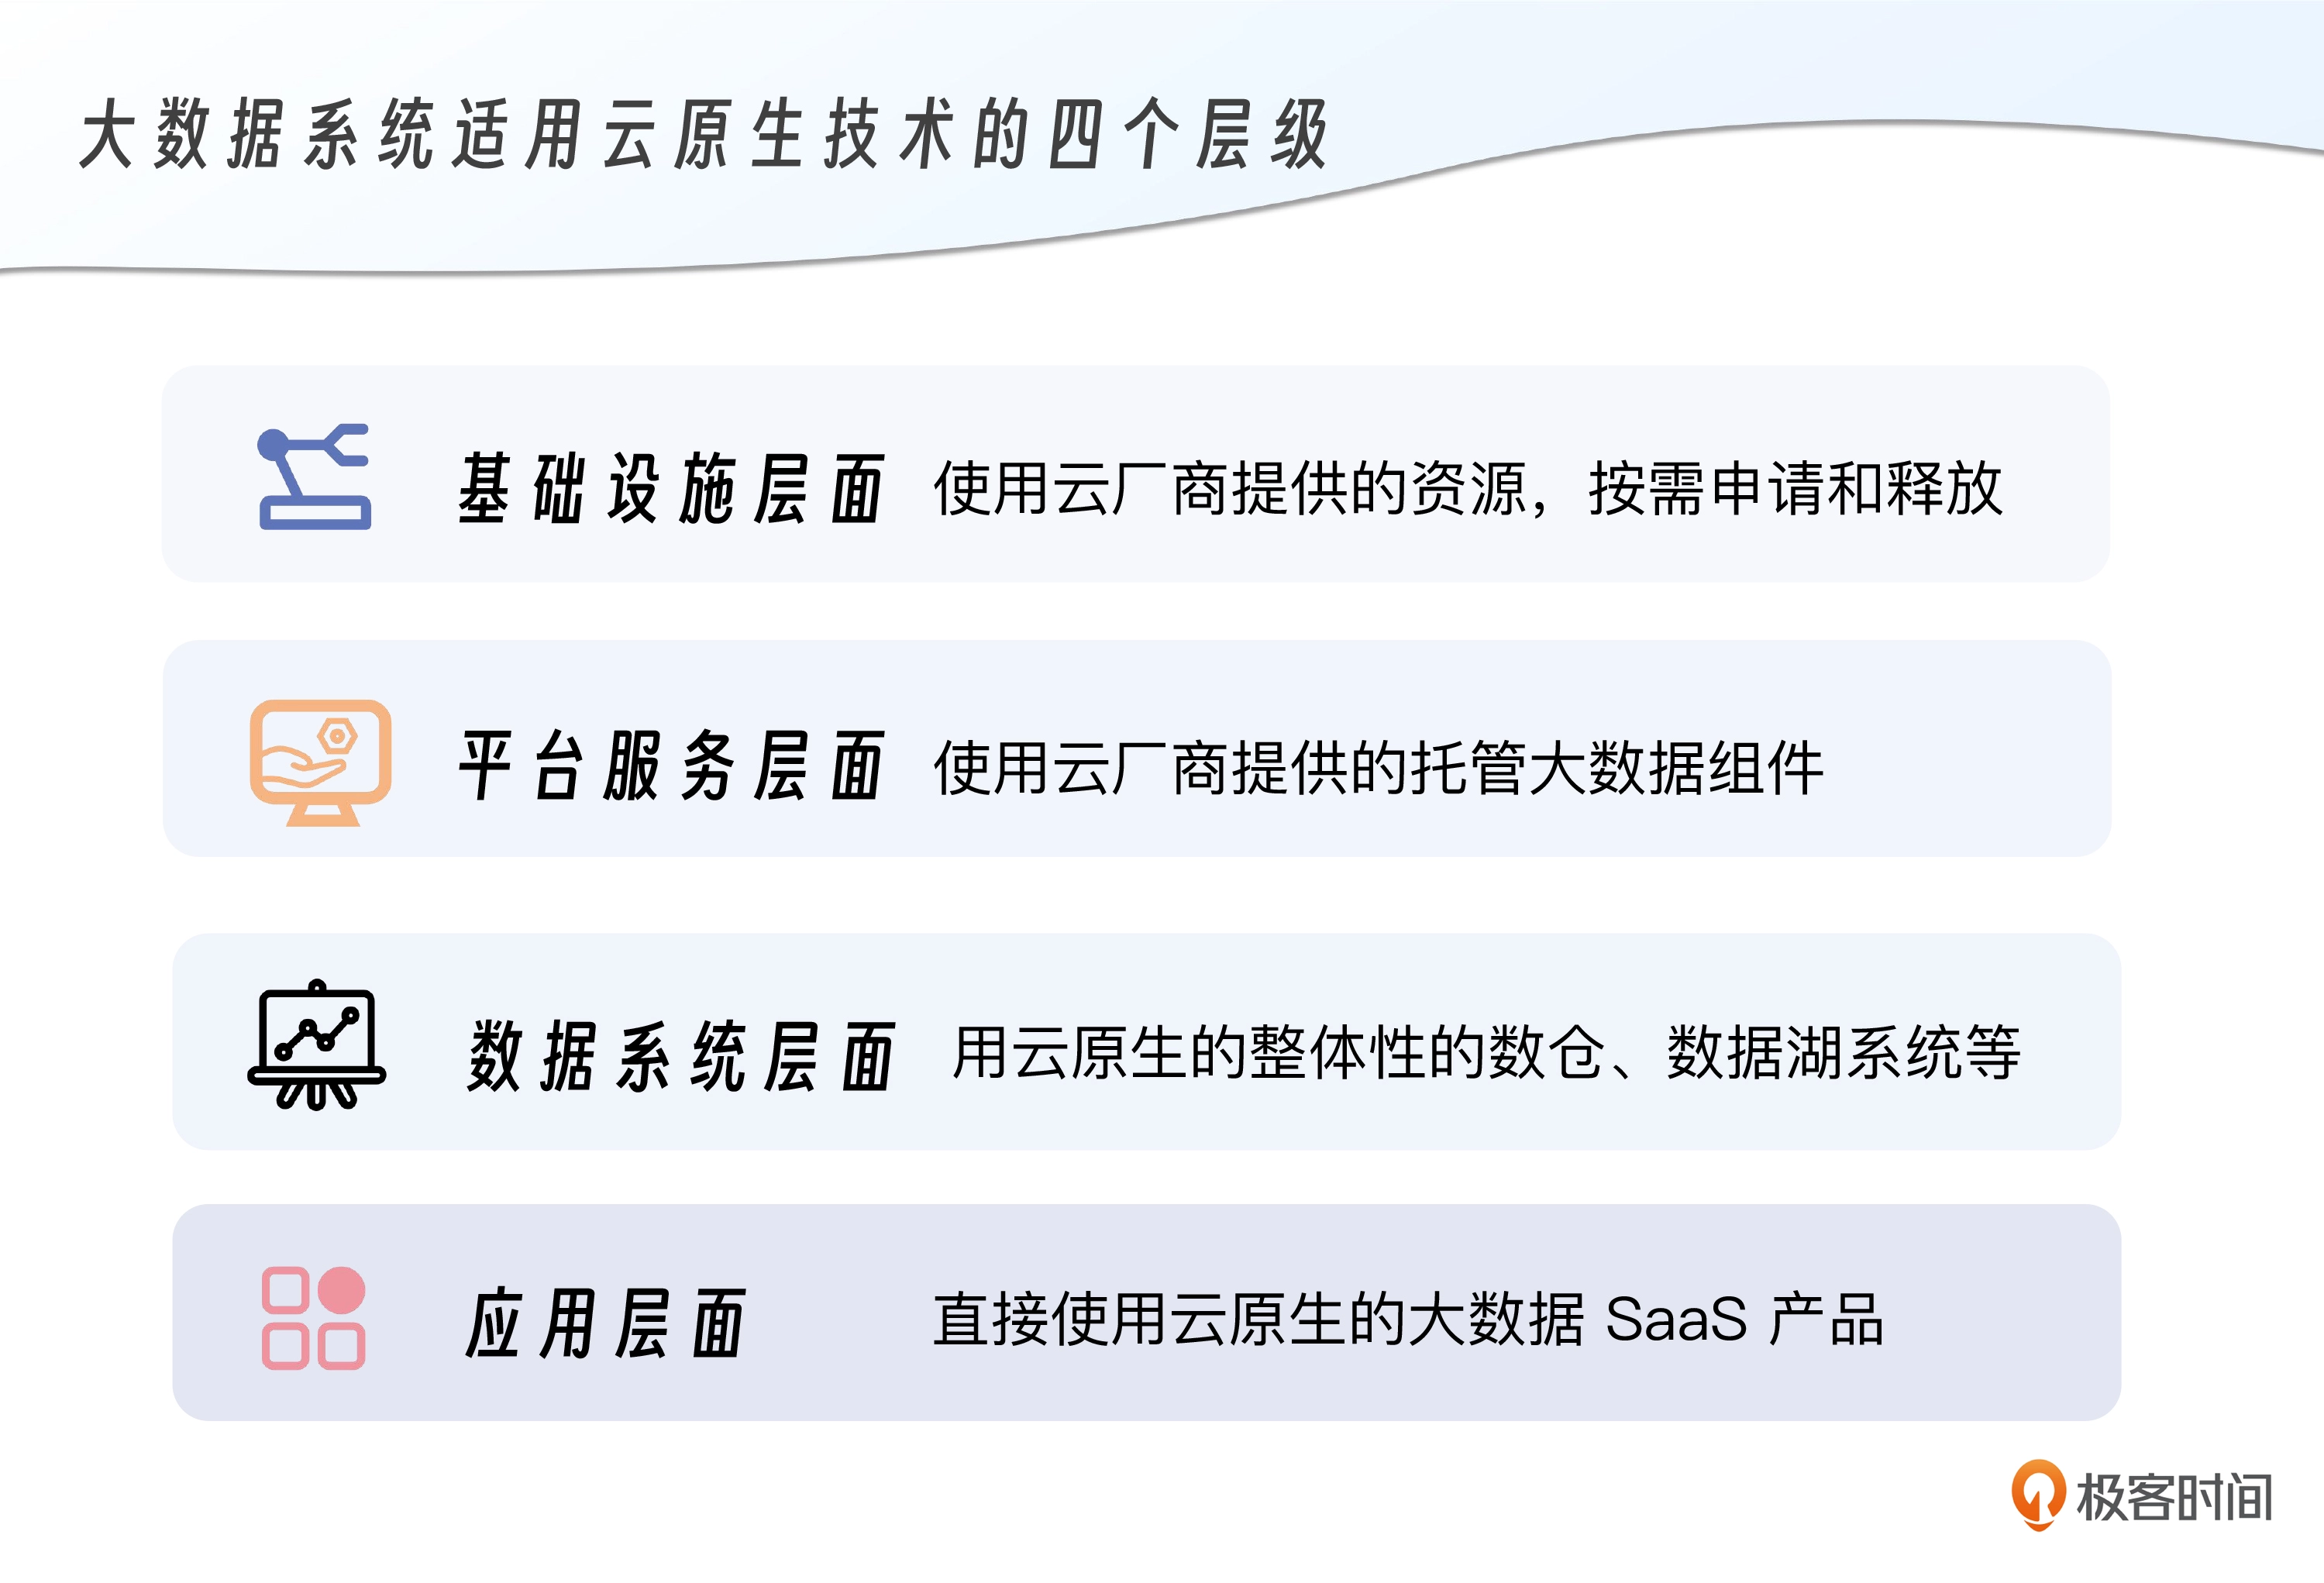 大数据系统适用云原生技术的四个层级
基础设施层面 使用云厂商提供的资源，按需申请和释放
平台服务层面 使用云厂商提供的托管大数据组件
数据系统层面 用云原生的整体性的数仓、数据湖系统等
应用层面 直接使用云原生的大数据 SaaS 产品
极客时间